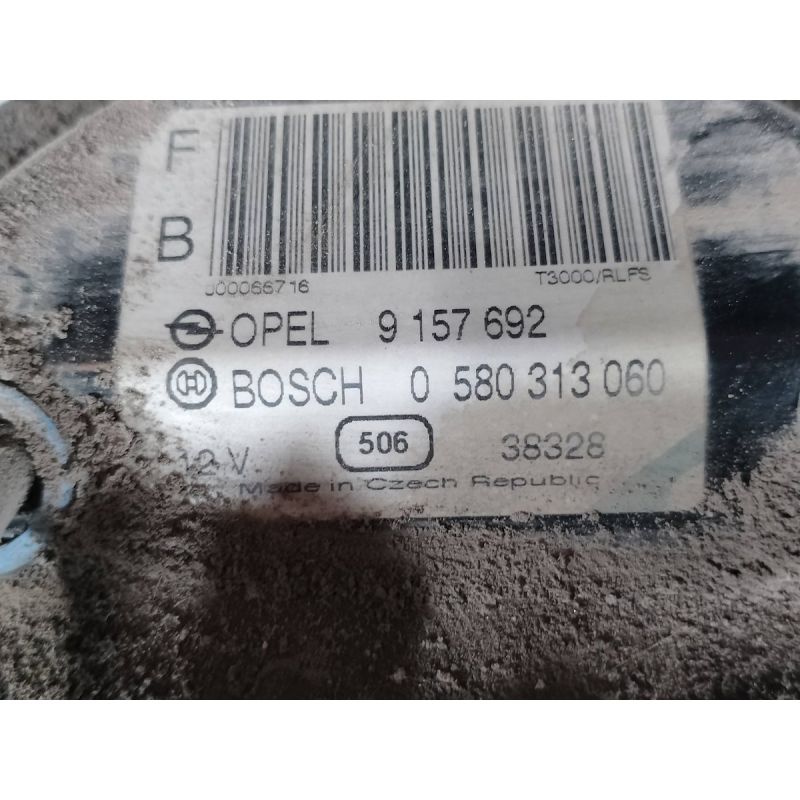 F
B
J00066716 T3000/RLFS
OPEL 9 157 692
BOSCH 0 580 313 060
12 V. 506 38328
Made in Czech Republic